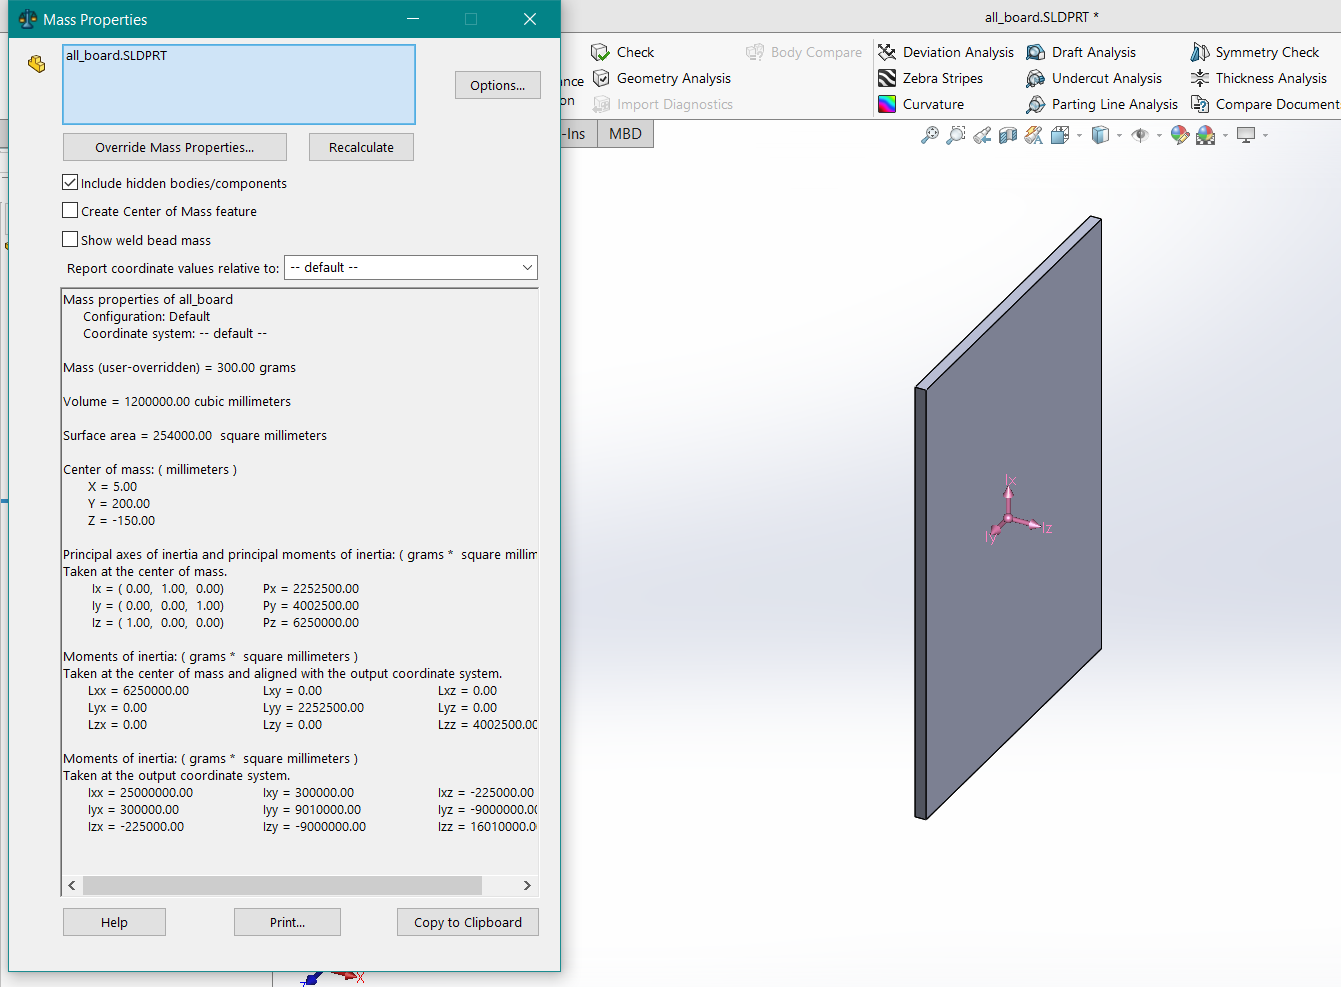 Mass Properties
all_board.SLDPRT *
all_board.SLDPRT
Options...
Override Mass Properties...
Recalculate
Include hidden bodies/components
Create Center of Mass feature
Show weld bead mass
Report coordinate values relative to:
-- default --
Mass properties of all_board
Configuration: Default
Coordinate system: -- default --
Mass (user-overridden) = 300.00 grams
Volume = 1200000.00 cubic millimeters
Surface area = 254000.00 square millimeters
Center of mass: ( millimeters )
X = 5.00
Y = 200.00
Z = -150.00
Principal axes of inertia and principal moments of inertia: ( grams * square millim
Taken at the center of mass.
Ix = ( 0.00, 1.00, 0.00) Px = 2252500.00
Iy = ( 0.00, 0.00, 1.00) Py = 4002500.00
Iz = ( 1.00, 0.00, 0.00) Pz = 6250000.00
Moments of inertia: ( grams * square millimeters )
Taken at the center of mass and aligned with the output coordinate system.
Lxx = 6250000.00 Lxy = 0.00 Lxz = 0.00
Lyx = 0.00 Lyy = 2252500.00 Lyz = 0.00
Lzx = 0.00 Lzy = 0.00 Lzz = 4002500.00
Moments of inertia: ( grams * square millimeters )
Taken at the output coordinate system.
Ixx = 25000000.00 Ixy = 300000.00 Ixz = -225000.00
Iyx = 300000.00 Iyy = 9010000.00 Iyz = -9000000.00
Izx = -225000.00 Izy = -9000000.00 Izz = 16010000.0
Help
Print...
Copy to Clipboard
ance
on
Check
Geometry Analysis
Import Diagnostics
Body Compare
Deviation Analysis
Zebra Stripes
Curvature
Draft Analysis
Undercut Analysis
Parting Line Analysis
Symmetry Check
Thickness Analysis
Compare Document
-Ins
MBD
Ix
Iy
Iz
X